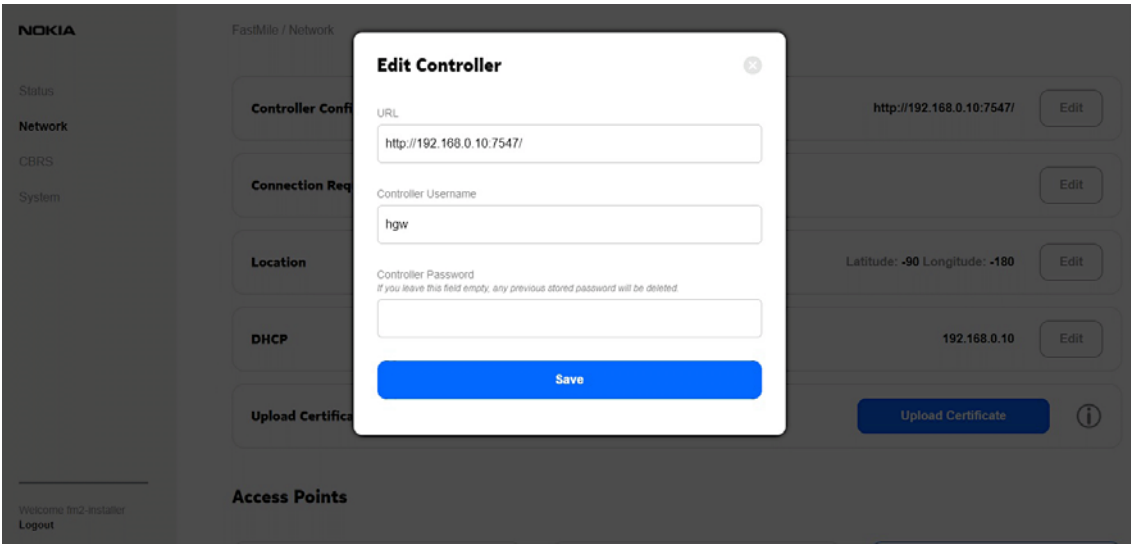 NOKIA
FastMile / Network
Status
Network
CBRS
System
Edit Controller
URL
http://192.168.0.10:7547/
Controller Username
hgw
Controller Password
If you leave this field empty, any previous stored password will be deleted.
Save
Controller Confi
http://192.168.0.10:7547/
Edit
Connection Req
Edit
Location
Latitude: -90 Longitude: -180
Edit
DHCP
192.168.0.10
Edit
Upload Certifica
Upload Certificate
Access Points
Welcome fm2-installer
Logout